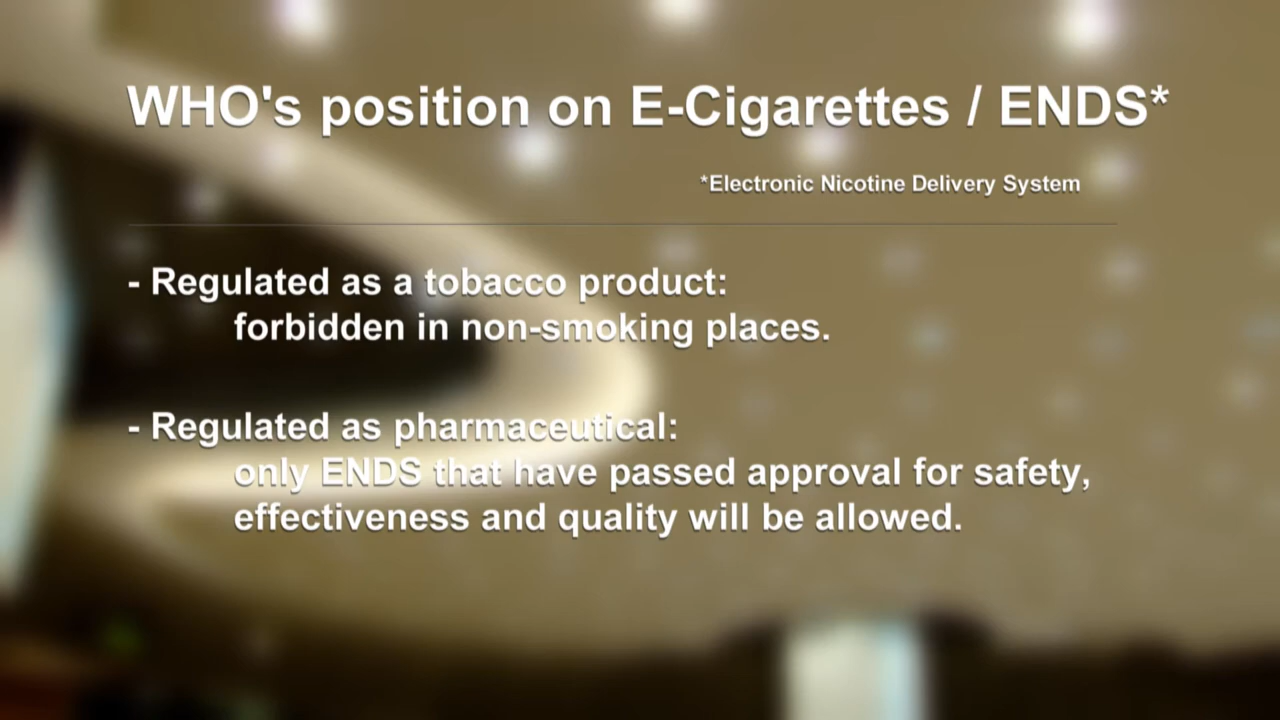 WHO's position on E-Cigarettes / ENDS*
*Electronic Nicotine Delivery System
- Regulated as a tobacco product:
forbidden in non-smoking places.
- Regulated as pharmaceutical:
only ENDS that have passed approval for safety,
effectiveness and quality will be allowed.